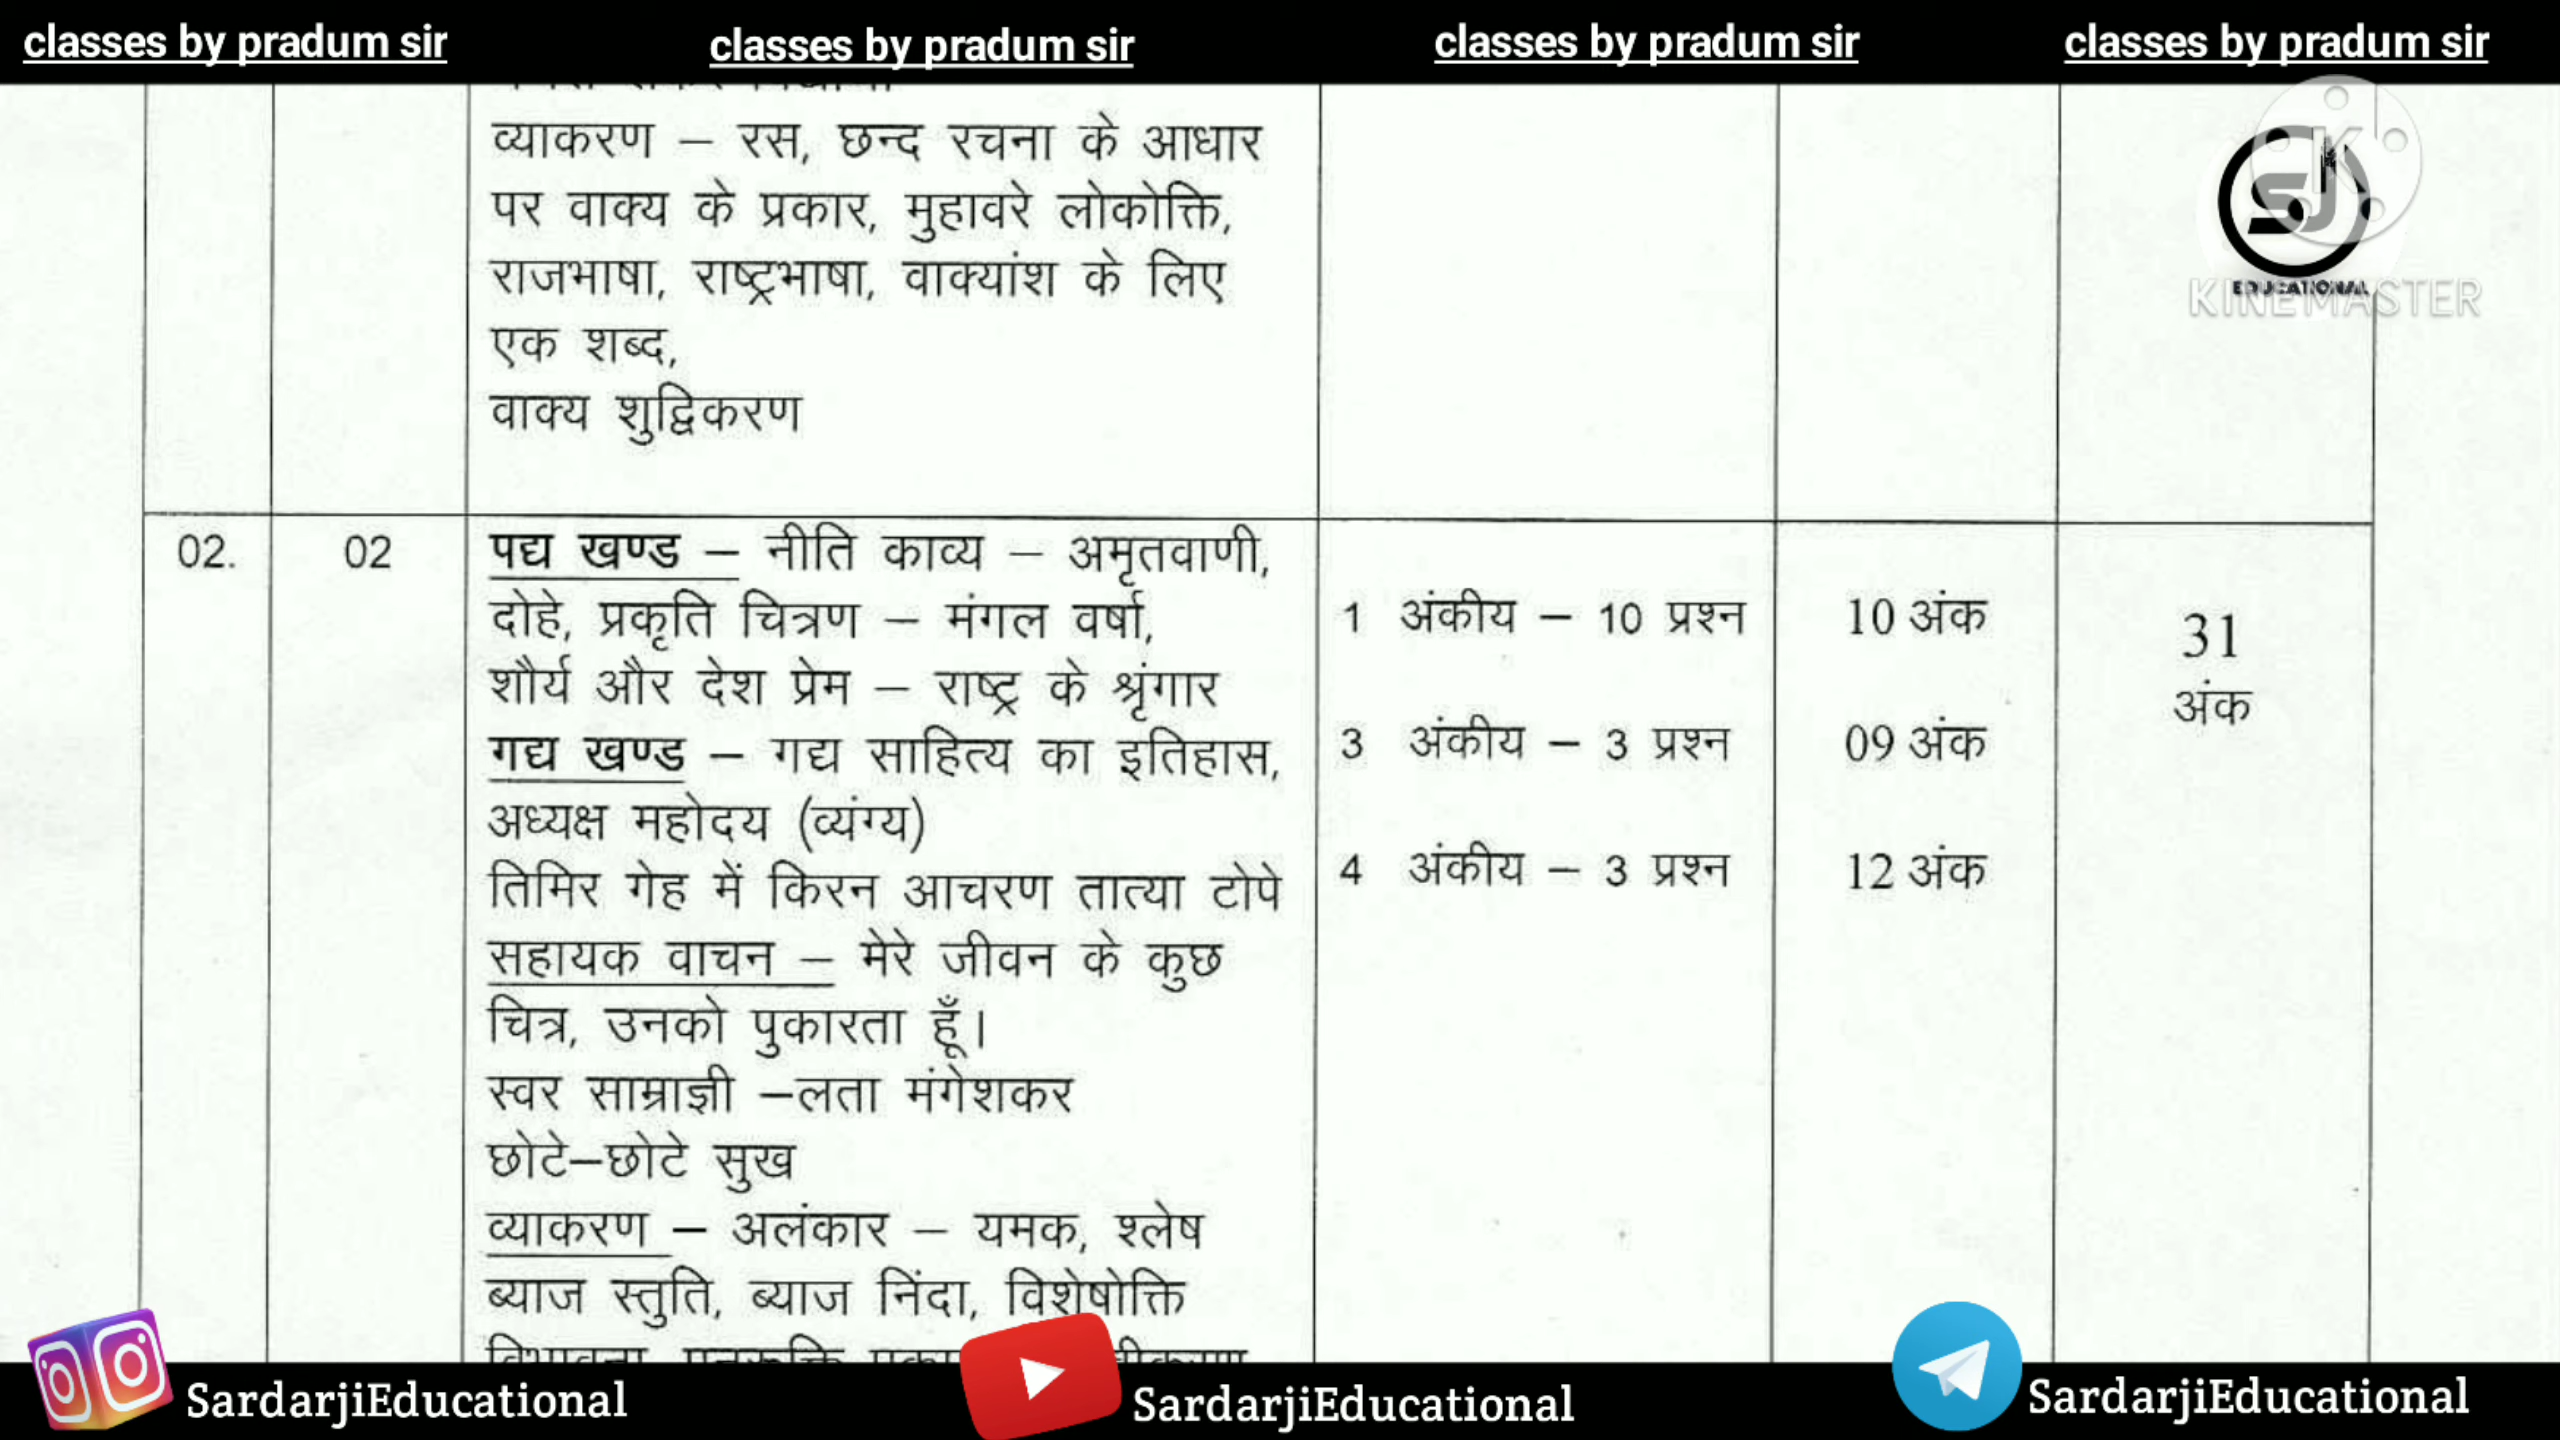 classes by pradum sir classes by pradum sir classes by pradum sir classes by pradum sir
व्याकरण – रस, छन्द रचना के आधार
पर वाक्य के प्रकार, मुहावरे लोकोक्ति,
राजभाषा, राष्ट्रभाषा, वाक्यांश के लिए
एक शब्द,
वाक्य शुद्विकरण
SJ
EDUCATIONAL
KINEMASTER
02. 02 पद्य खण्ड – नीति काव्य – अमृतवाणी,
दोहे, प्रकृति चित्रण – मंगल वर्षा, 1 अंकीय – 10 प्रश्न 10 अंक 31
शौर्य और देश प्रेम – राष्ट्र के श्रृंगार अंक
गद्य खण्ड – गद्य साहित्य का इतिहास, 3 अंकीय – 3 प्रश्न 09 अंक
अध्यक्ष महोदय (व्यंग्य)
तिमिर गेह में किरन आचरण तात्या टोपे 4 अंकीय – 3 प्रश्न 12 अंक
सहायक वाचन – मेरे जीवन के कुछ
चित्र, उनको पुकारता हूँ।
स्वर साम्राज्ञी –लता मंगेशकर
छोटे–छोटे सुख
व्याकरण – अलंकार – यमक, श्लेष
ब्याज स्तुति, ब्याज निंदा, विशेषोक्ति
SardarjiEducational SardarjiEducational SardarjiEducational